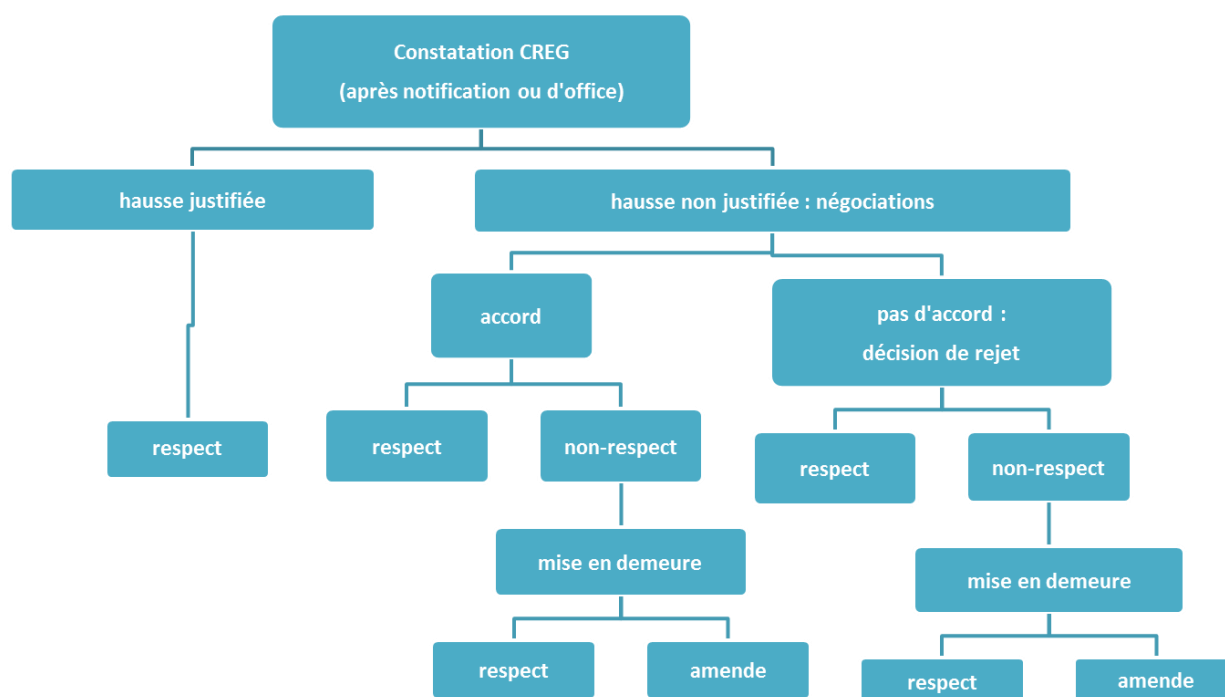 Constatation CREG
(après notification ou d'office)
hausse justifiée
hausse non justifiée : négociations
accord
pas d'accord :
décision de rejet
respect
respect
non-respect
respect
non-respect
mise en demeure
mise en demeure
respect
amende
respect
amende